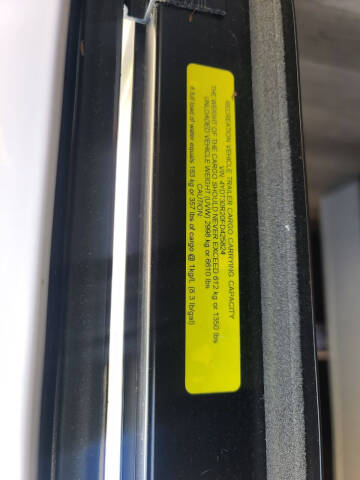 RECREATION VEHICLE TRAILER CARGO CARRYING CAPACITY
VIN
THE WEIGHT OF THE CARGO SHOULD NEVER EXCEED 612 kg or 1350 lbs
UNLOADED VEHICLE WEIGHT (UVW) 2998 kg or 6610 lbs
CAUTION:
A full load of water equals 163 kg or 357 lbs of cargo @ 1kg/L (8.3 lb/gal)